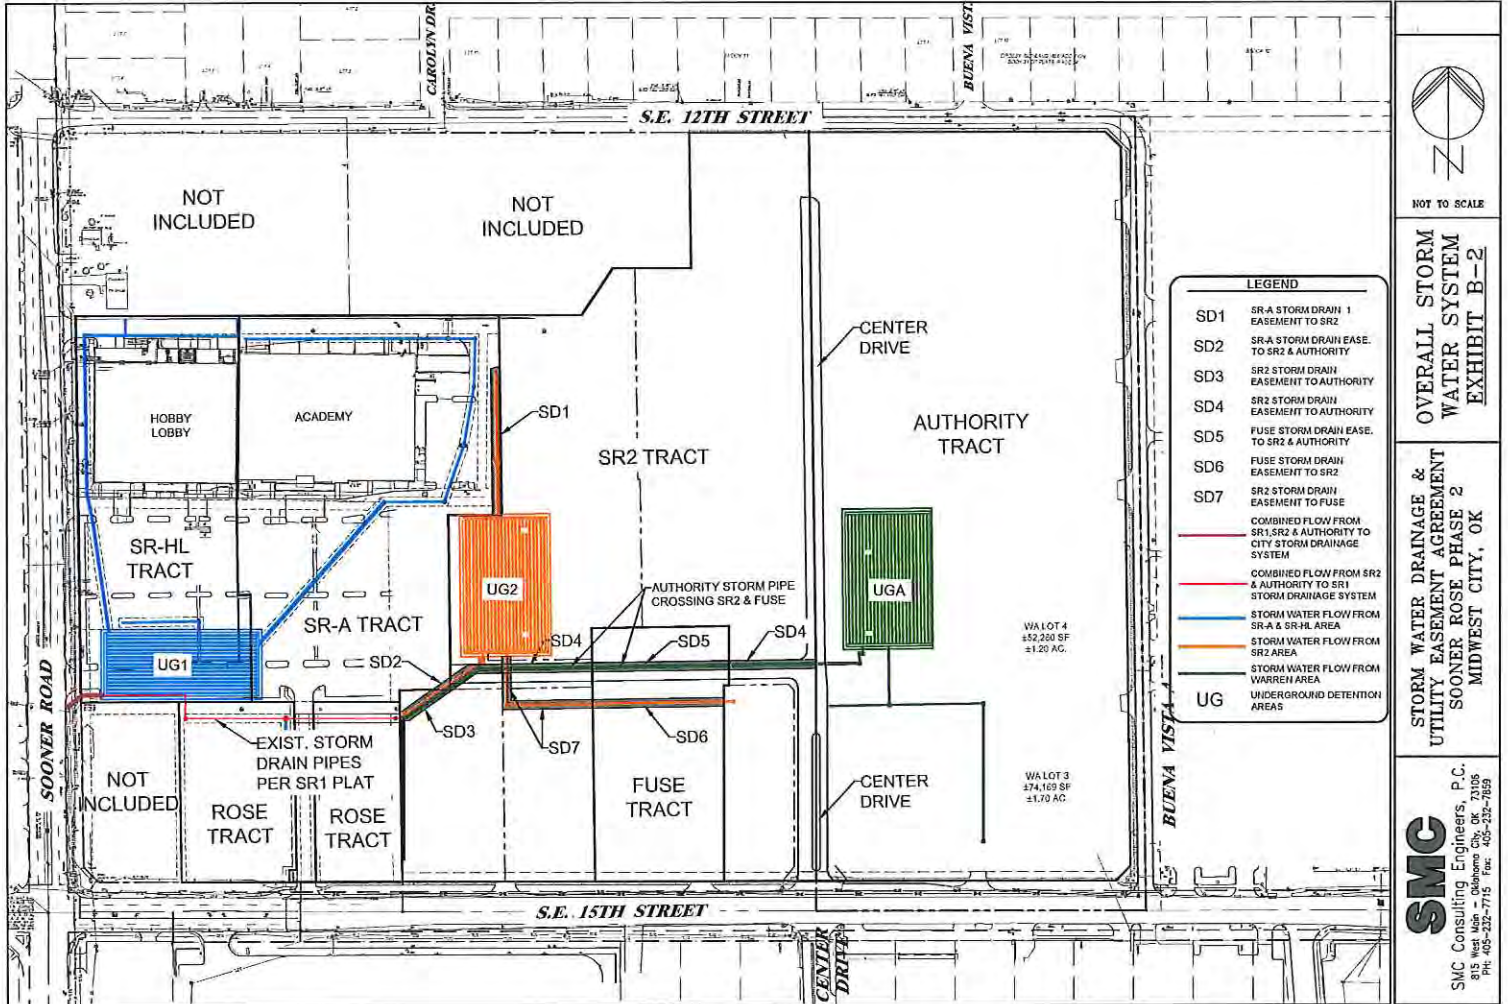 CAROLYN DR.
BUENA VIST.
S.E. 12TH STREET
NOT
INCLUDED
NOT
INCLUDED
CENTER
DRIVE
HOBBY
LOBBY
ACADEMY
SD1
SR2 TRACT
AUTHORITY
TRACT
SR-HL
TRACT
UG2
AUTHORITY STORM PIPE
CROSSING SR2 & FUSE
UGA
SR-A TRACT
WA LOT 4
±52,260 SF
±1.20 AC.
SD4
SD5
SD4
UG1
SD2
SD3
SD7
SD6
EXIST. STORM
DRAIN PIPES
PER SR1 PLAT
NOT
INCLUDED
ROSE
TRACT
ROSE
TRACT
FUSE
TRACT
CENTER
DRIVE
WA LOT 3
±74,169 SF
±1.70 AC
SOONER ROAD
BUENA VISTA
S.E. 15TH STREET
CENTER
DRIVE
LEGEND
SD1 SR-A STORM DRAIN 1
EASEMENT TO SR2
SD2 SR-A STORM DRAIN EASE.
TO SR2 & AUTHORITY
SD3 SR2 STORM DRAIN
EASEMENT TO AUTHORITY
SD4 SR2 STORM DRAIN
EASEMENT TO AUTHORITY
SD5 FUSE STORM DRAIN EASE.
TO SR2 & AUTHORITY
SD6 FUSE STORM DRAIN
EASEMENT TO SR2
SD7 SR2 STORM DRAIN
EASEMENT TO FUSE
COMBINED FLOW FROM
SR1,SR2 & AUTHORITY TO
CITY STORM DRAINAGE
SYSTEM
COMBINED FLOW FROM SR2
& AUTHORITY TO SR1
STORM DRAINAGE SYSTEM
STORM WATER FLOW FROM
SR-A & SR-HL AREA
STORM WATER FLOW FROM
SR2 AREA
STORM WATER FLOW FROM
WARREN AREA
UG UNDERGROUND DETENTION
AREAS
N
NOT TO SCALE
OVERALL STORM
WATER SYSTEM
EXHIBIT B-2
STORM WATER DRAINAGE &
UTILITY EASEMENT AGREEMENT
SOONER ROSE PHASE 2
MIDWEST CITY, OK
SMC
SMC Consulting Engineers, P.C.
815 West Main - Oklahoma City, OK 73106
PH: 405-232-7715 Fax: 405-232-7859